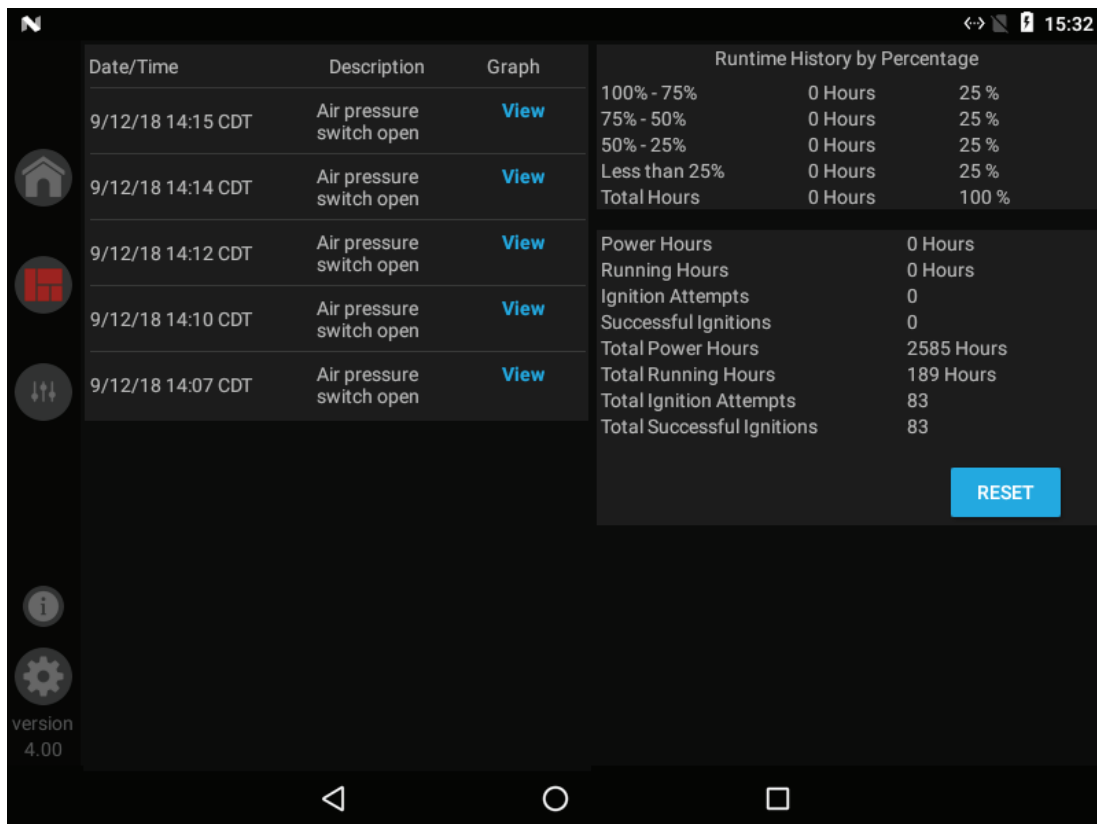 15:32
Date/Time Description Graph
9/12/18 14:15 CDT Air pressure switch open View
9/12/18 14:14 CDT Air pressure switch open View
9/12/18 14:12 CDT Air pressure switch open View
9/12/18 14:10 CDT Air pressure switch open View
9/12/18 14:07 CDT Air pressure switch open View
Runtime History by Percentage
100% - 75% 0 Hours 25 %
75% - 50% 0 Hours 25 %
50% - 25% 0 Hours 25 %
Less than 25% 0 Hours 25 %
Total Hours 0 Hours 100 %
Power Hours 0 Hours
Running Hours 0 Hours
Ignition Attempts 0
Successful Ignitions 0
Total Power Hours 2585 Hours
Total Running Hours 189 Hours
Total Ignition Attempts 83
Total Successful Ignitions 83
RESET
version
4.00